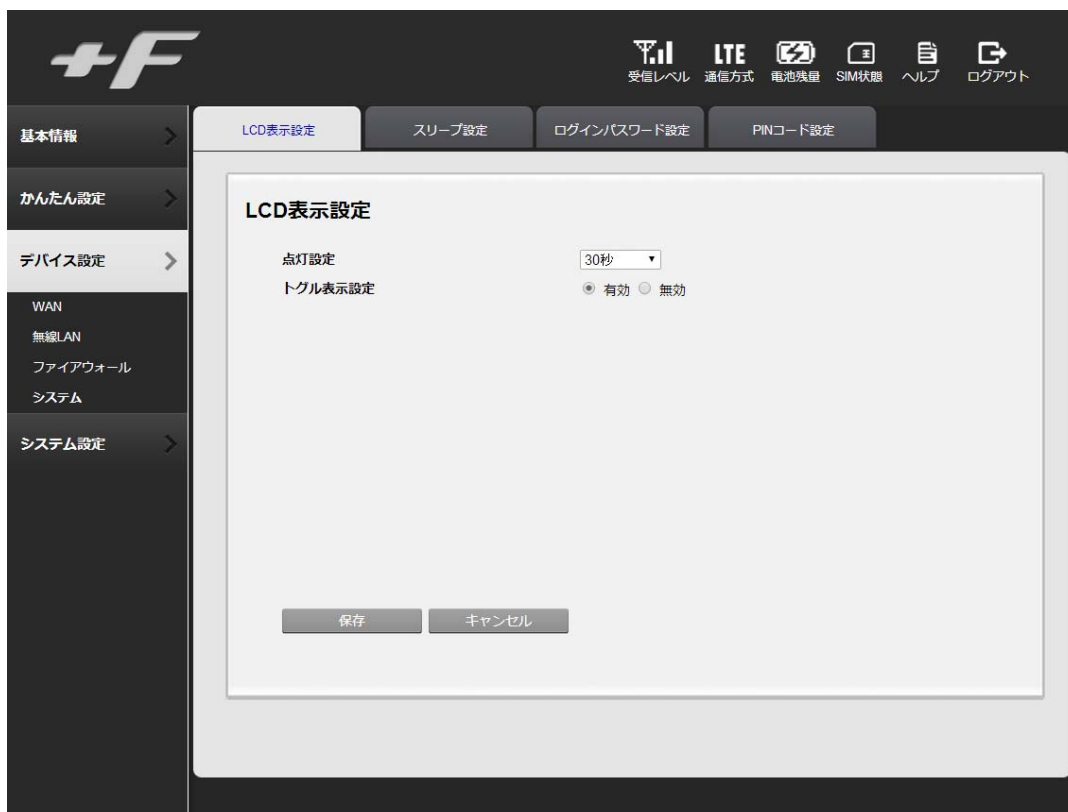 +F
受信レベル
LTE
通信方式
電池残量
SIM状態
ヘルプ
ログアウト
基本情報
かんたん設定
デバイス設定
WAN
無線LAN
ファイアウォール
システム
システム設定
LCD表示設定
スリープ設定
ログインパスワード設定
PINコード設定
LCD表示設定
点灯設定 30秒
トグル表示設定 有効 無効
保存 キャンセル